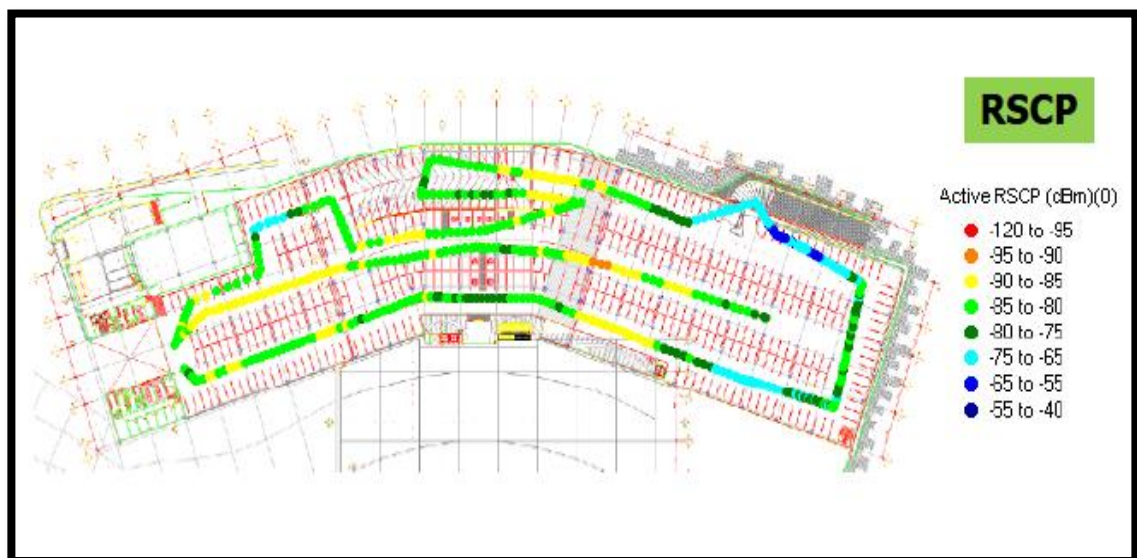 RSCP
Active RSCP (dBm)(0)
-120 to -95
-95 to -90
-90 to -85
-85 to -80
-80 to -75
-75 to -65
-65 to -55
-55 to -40